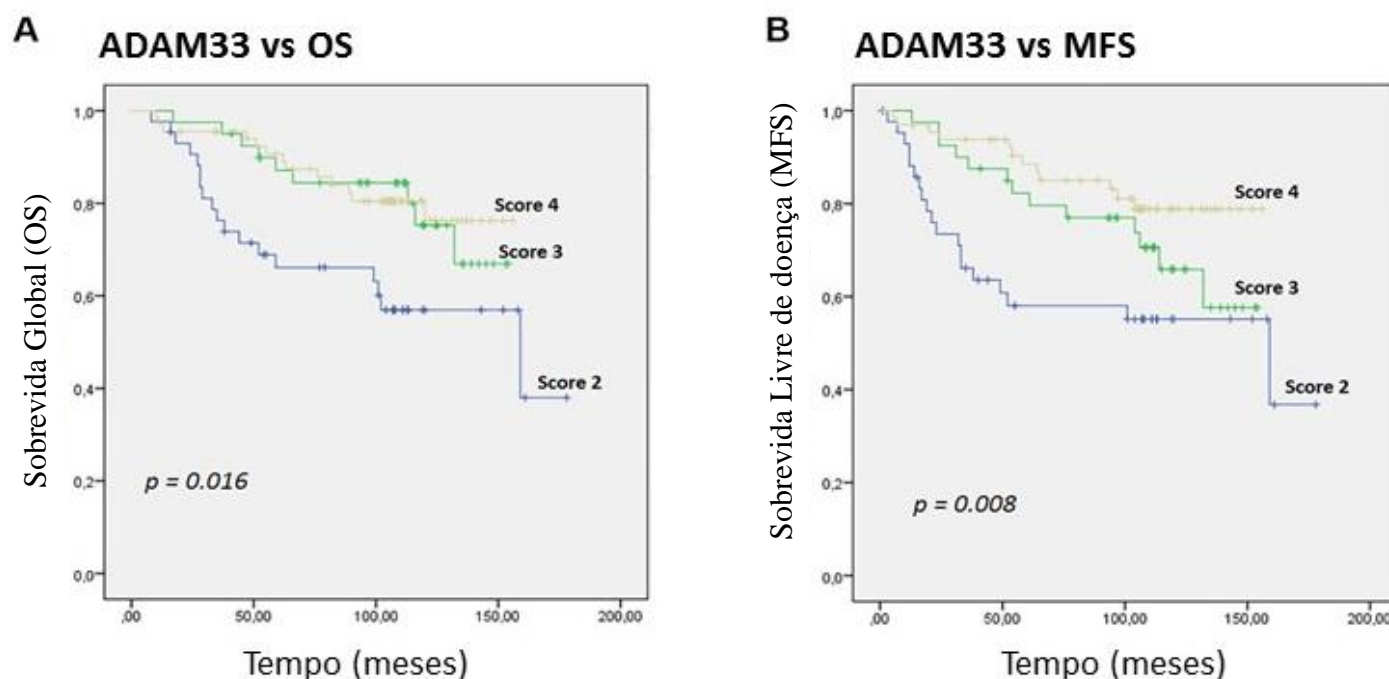 A
ADAM33 vs OS
Sobrevida Global (OS)
1,0
0,8
0,6
0,4
0,2
0,0
Score 4
Score 3
Score 2
p = 0.016
,00
50,00
100,00
150,00
200,00
Tempo (meses)
B
ADAM33 vs MFS
Sobrevida Livre de doença (MFS)
1,0
0,8
0,6
0,4
0,2
0,0
Score 4
Score 3
Score 2
p = 0.008
,00
50,00
100,00
150,00
200,00
Tempo (meses)